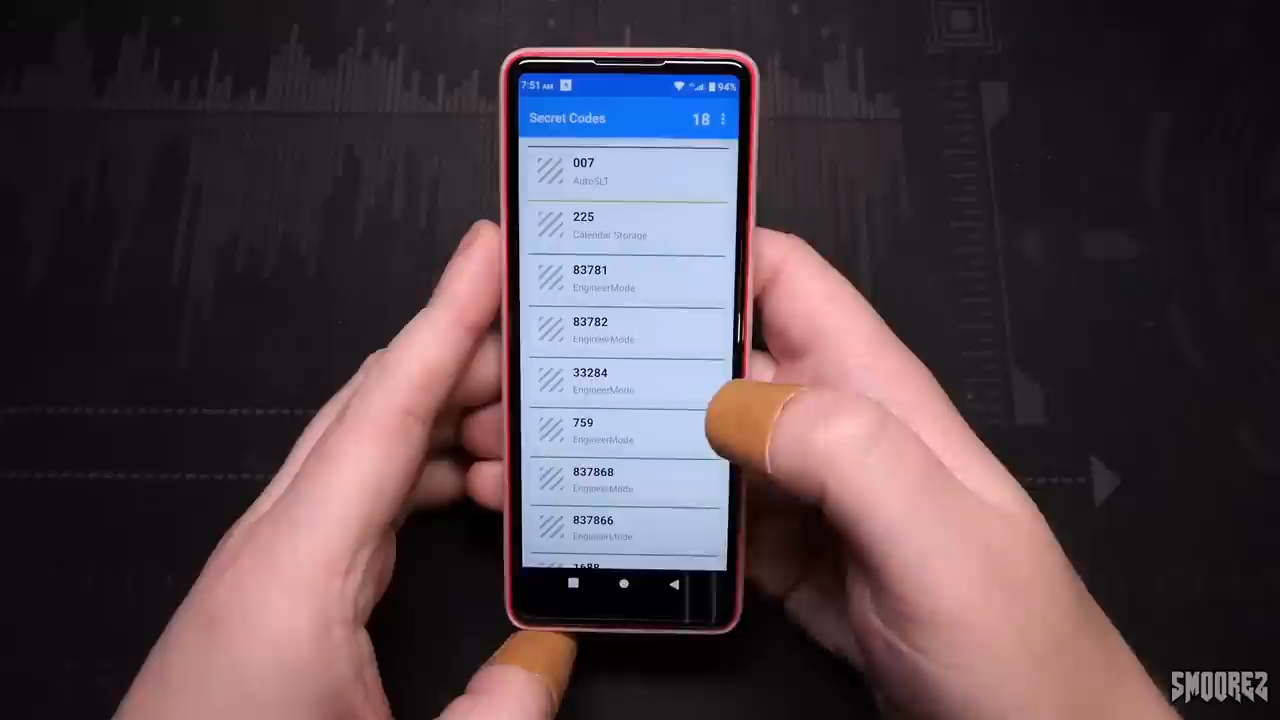 7:51 AM 94%
Secret Codes 18
007
AutoSLT
225
Calendar Storage
83781
EngineerMode
83782
EngineerMode
33284
EngineerMode
759
EngineerMode
837868
EngineerMode
837866
EngineerMode
1688
SMOOREZ